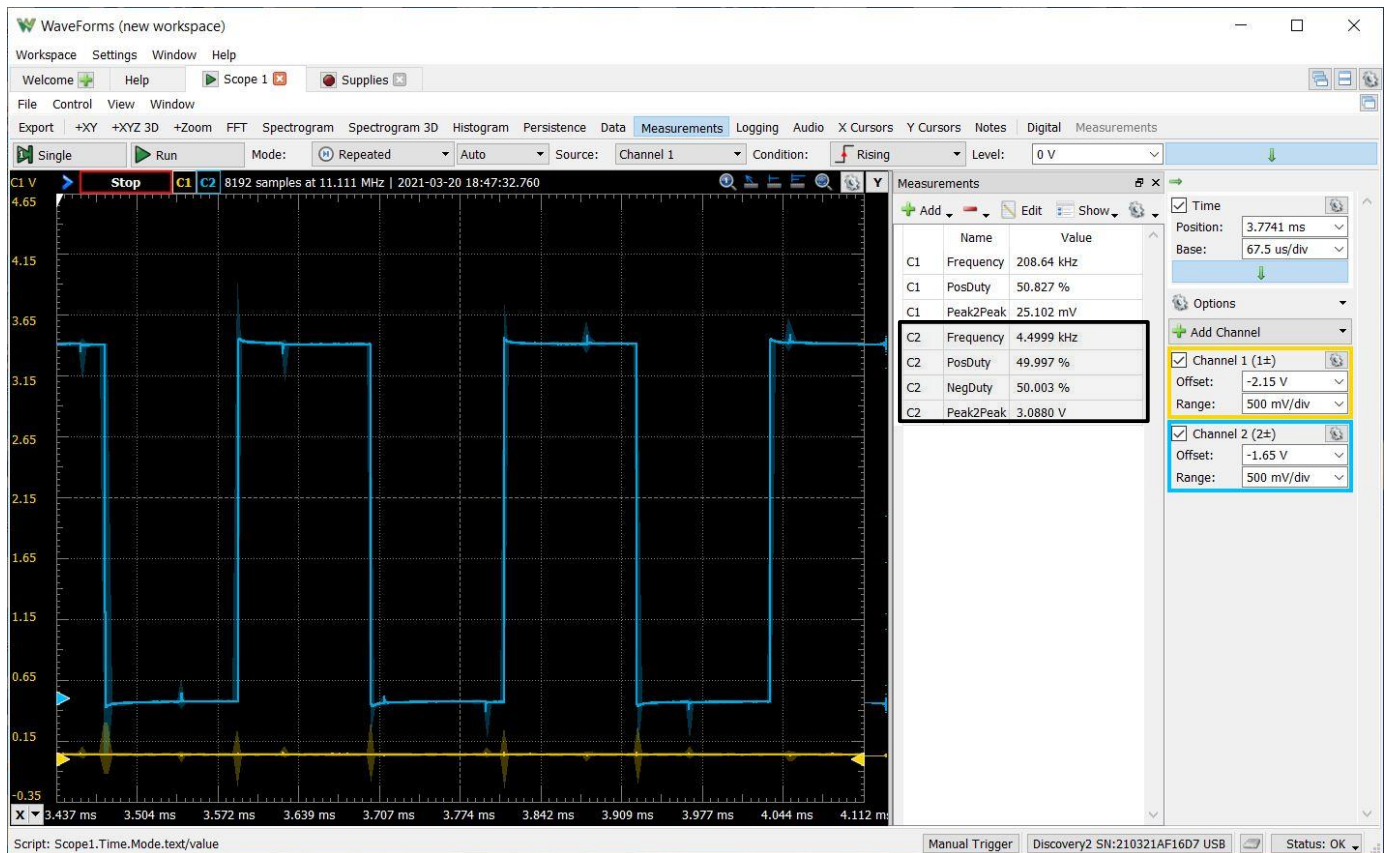 WaveForms (new workspace)
Workspace Settings Window Help
Welcome Help Scope 1 Supplies
File Control View Window
Export +XY +XYZ 3D +Zoom FFT Spectrogram Spectrogram 3D Histogram Persistence Data Measurements Logging Audio X Cursors Y Cursors Notes Digital Measurements
Single Run Mode: Repeated Auto Source: Channel 1 Condition: Rising Level: 0 V
C1 V Stop C1 C2 8192 samples at 11.111 MHz | 2021-03-20 18:47:32.760 Y
4.65
4.15
3.65
3.15
2.65
2.15
1.65
1.15
0.65
0.15
-0.35
X 3.437 ms 3.504 ms 3.572 ms 3.639 ms 3.707 ms 3.774 ms 3.842 ms 3.909 ms 3.977 ms 4.044 ms 4.112 m
Measurements
Add Edit Show
Name Value
C1 Frequency 208.64 kHz
C1 PosDuty 50.827 %
C1 Peak2Peak 25.102 mV
C2 Frequency 4.4999 kHz
C2 PosDuty 49.997 %
C2 NegDuty 50.003 %
C2 Peak2Peak 3.0880 V
Time
Position: 3.7741 ms
Base: 67.5 us/div
Options
Add Channel
Channel 1 (1±)
Offset: -2.15 V
Range: 500 mV/div
Channel 2 (2±)
Offset: -1.65 V
Range: 500 mV/div
Script: Scope1.Time.Mode.text/value Manual Trigger Discovery2 SN:210321AF16D7 USB Status: OK